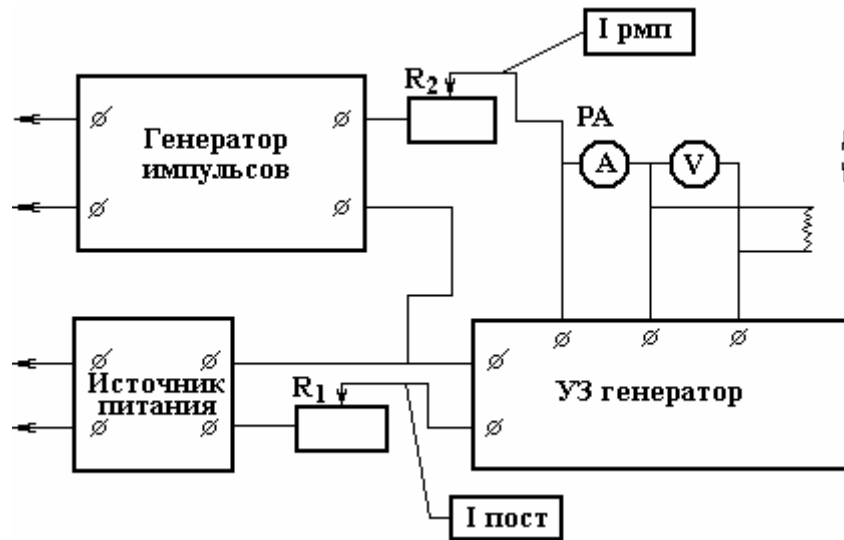 I рмп
R2
PA
Генератор
импульсов
A
V
Источник
питания
R1
УЗ генератор
I пост